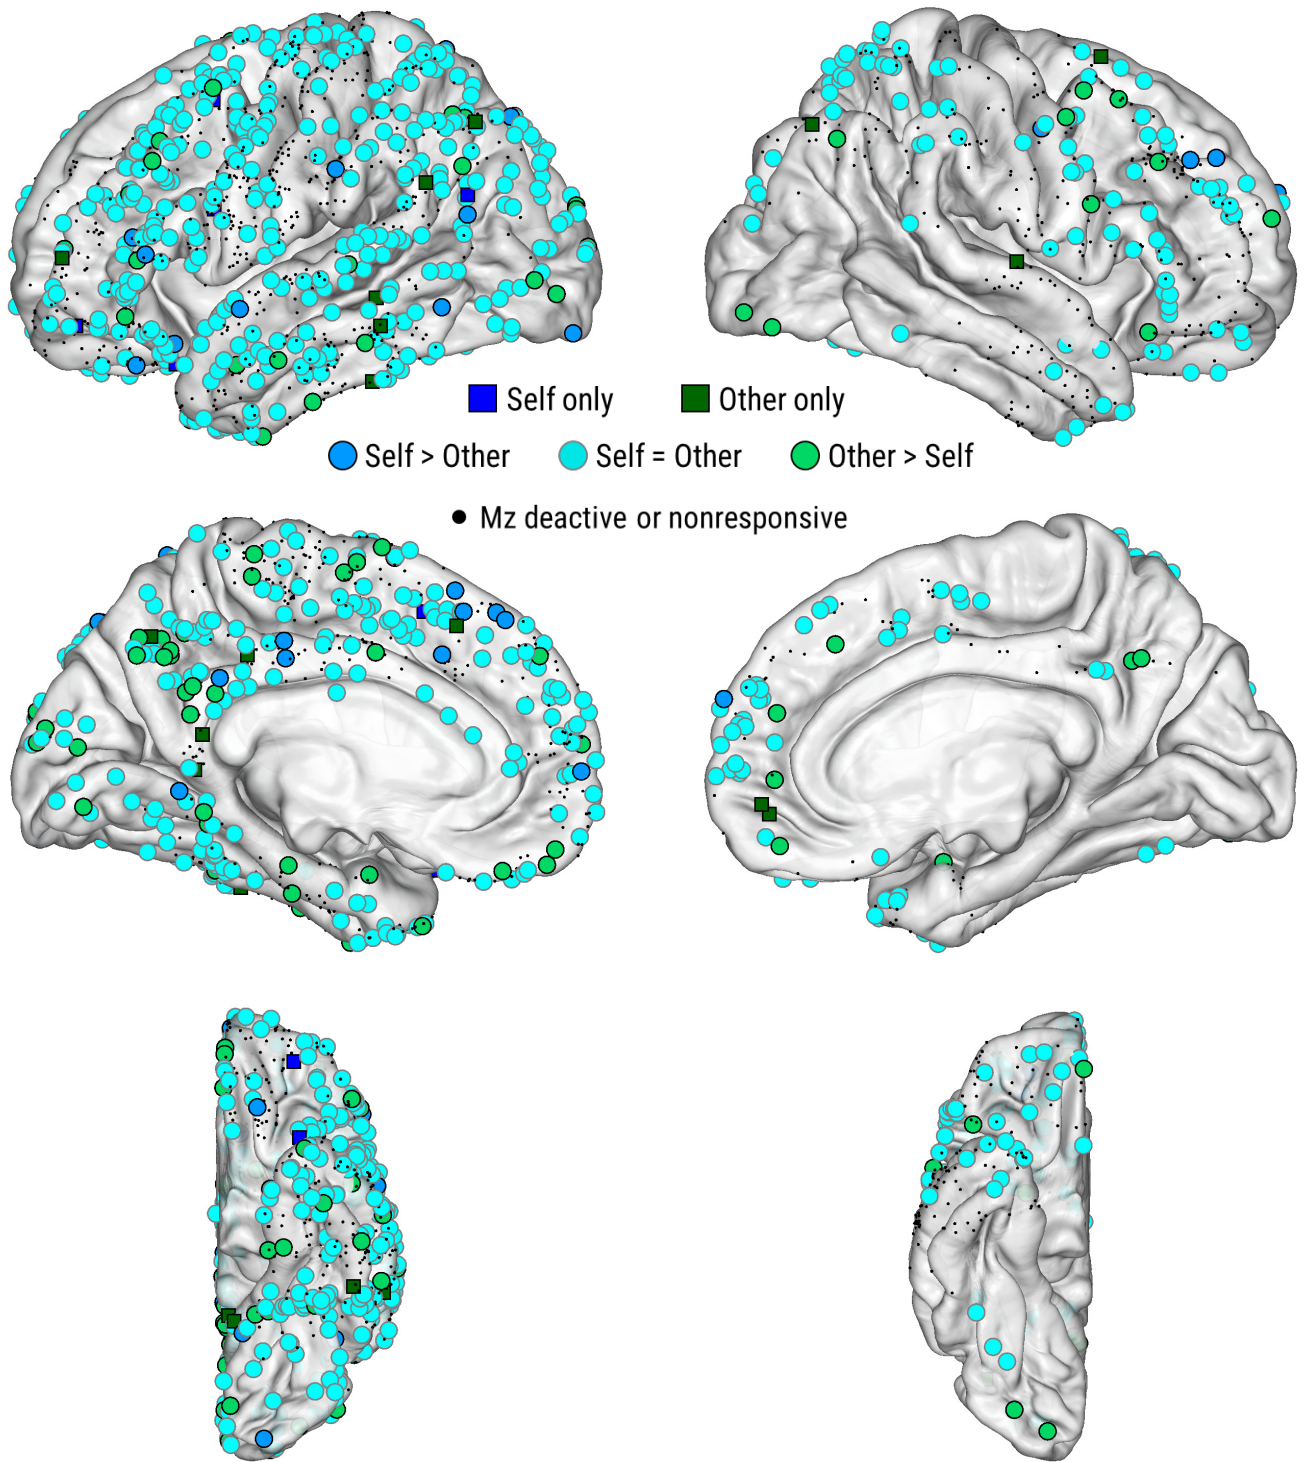 Self only Other only
Self > Other Self = Other Other > Self
Mz deactive or nonresponsive